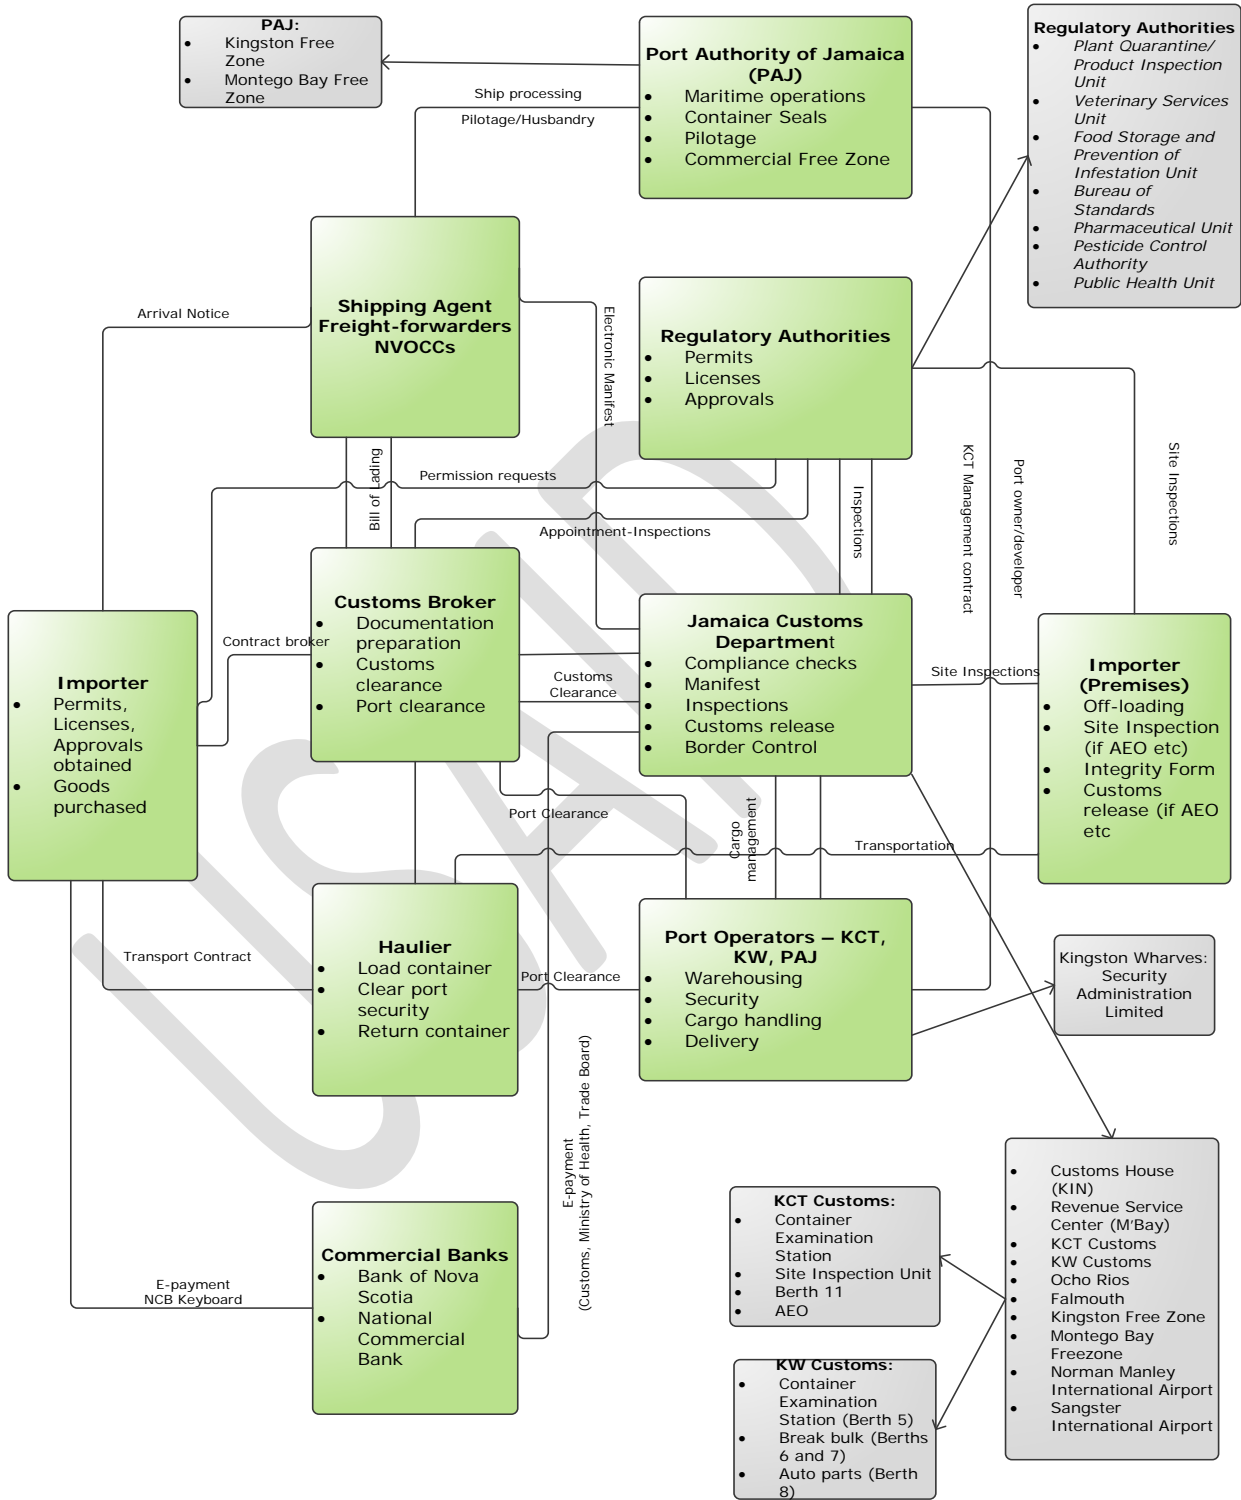 PAJ:
• Kingston Free
Zone
• Montego Bay Free
Zone
Port Authority of Jamaica
(PAJ)
• Maritime operations
• Container Seals
• Pilotage
• Commercial Free Zone
Regulatory Authorities
• Plant Quarantine/
Product Inspection
Unit
• Veterinary Services
Unit
• Food Storage and
Prevention of
Infestation Unit
• Bureau of
Standards
• Pharmaceutical Unit
• Pesticide Control
Authority
• Public Health Unit
Ship processing
Pilotage/Husbandry
Shipping Agent
Freight-forwarders
NVOCCs
Arrival Notice
Electronic Manifest
Regulatory Authorities
• Permits
• Licenses
• Approvals
Bill of Lading
Permission requests
Appointment-Inspections
Inspections
KCT Management contract
Port owner/developer
Site Inspections
Importer
• Permits,
Licenses,
Approvals
obtained
• Goods
purchased
Contract broker
Customs Broker
• Documentation
preparation
• Customs
clearance
• Port clearance
Customs
Clearance
Jamaica Customs
Department
• Compliance checks
• Manifest
• Inspections
• Customs release
• Border Control
Site Inspections
Importer
(Premises)
• Off-loading
• Site Inspection
(if AEO etc)
• Integrity Form
• Customs
release (if AEO
etc
Port Clearance
Cargo
management
Transportation
Transport Contract
Haulier
• Load container
• Clear port
security
• Return container
Port Clearance
Port Operators – KCT,
KW, PAJ
• Warehousing
• Security
• Cargo handling
• Delivery
Kingston Wharves:
Security
Administration
Limited
E-payment
(Customs, Ministry of Health, Trade Board)
E-payment
NCB Keyboard
Commercial Banks
• Bank of Nova
Scotia
• National
Commercial
Bank
KCT Customs:
• Container
Examination
Station
• Site Inspection Unit
• Berth 11
• AEO
KW Customs:
• Container
Examination
Station (Berth 5)
• Break bulk (Berths
6 and 7)
• Auto parts (Berth
8)
• Customs House
(KIN)
• Revenue Service
Center (M'Bay)
• KCT Customs
• KW Customs
• Ocho Rios
• Falmouth
• Kingston Free Zone
• Montego Bay
Freezone
• Norman Manley
International Airport
• Sangster
International Airport
USAID